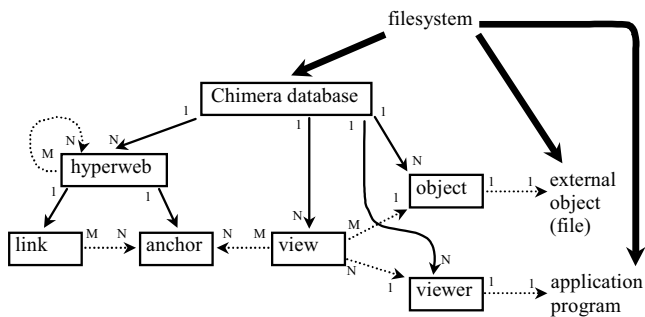 filesystem
Chimera database
1 1 1 1
M N N
hyperweb
1 1
N
object
1 1
external
object
(file)
1
link
M N
anchor
N M
view
N
M
N
1
N
viewer
1 1
application
program